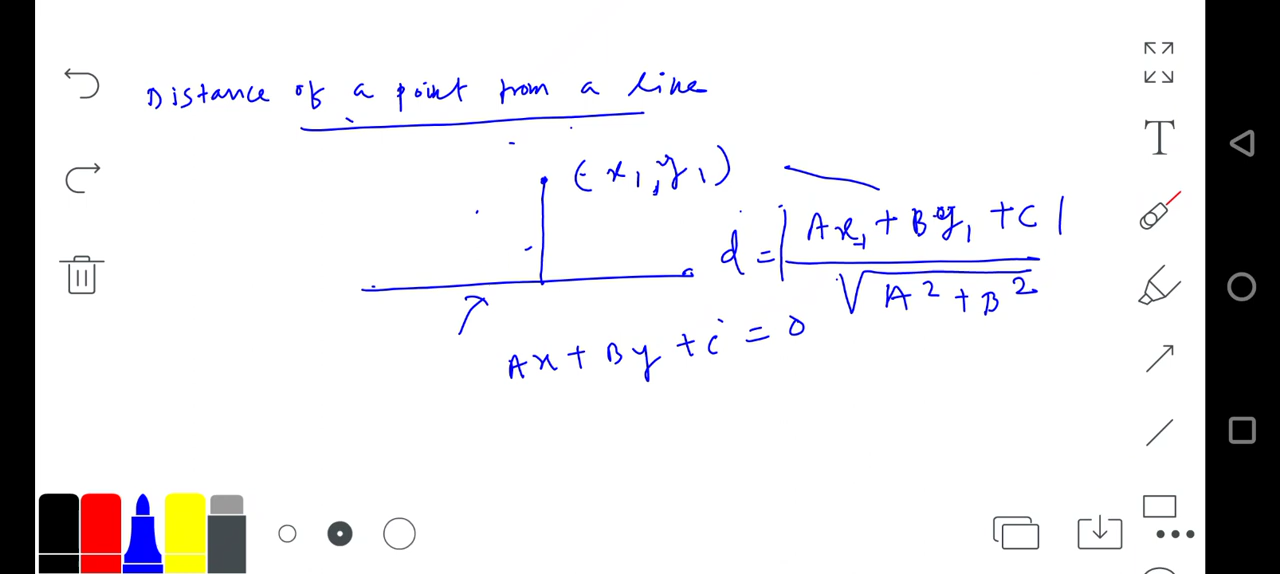 Distance of a point from a line
(x1, y1)
d = |Ax1 + By1 + C|
√A2 + B2
Ax + By + C = 0
T